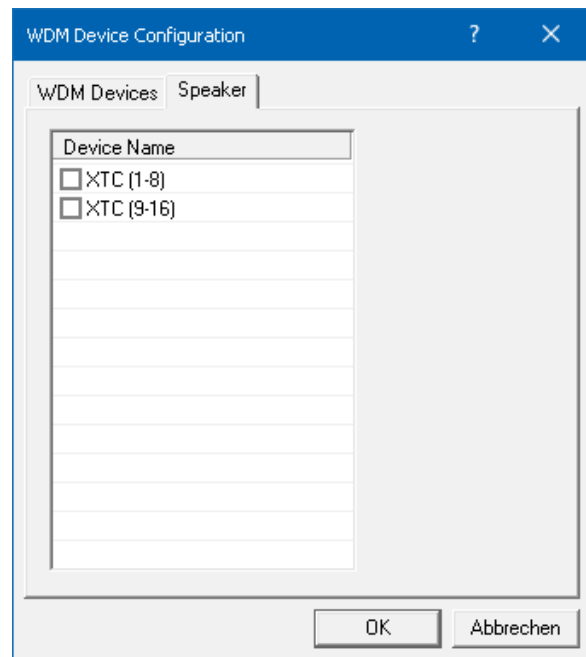 WDM Device Configuration ?
WDM Devices Speaker
Device Name
XTC (1-8)
XTC (9-16)
OK Abbrechen